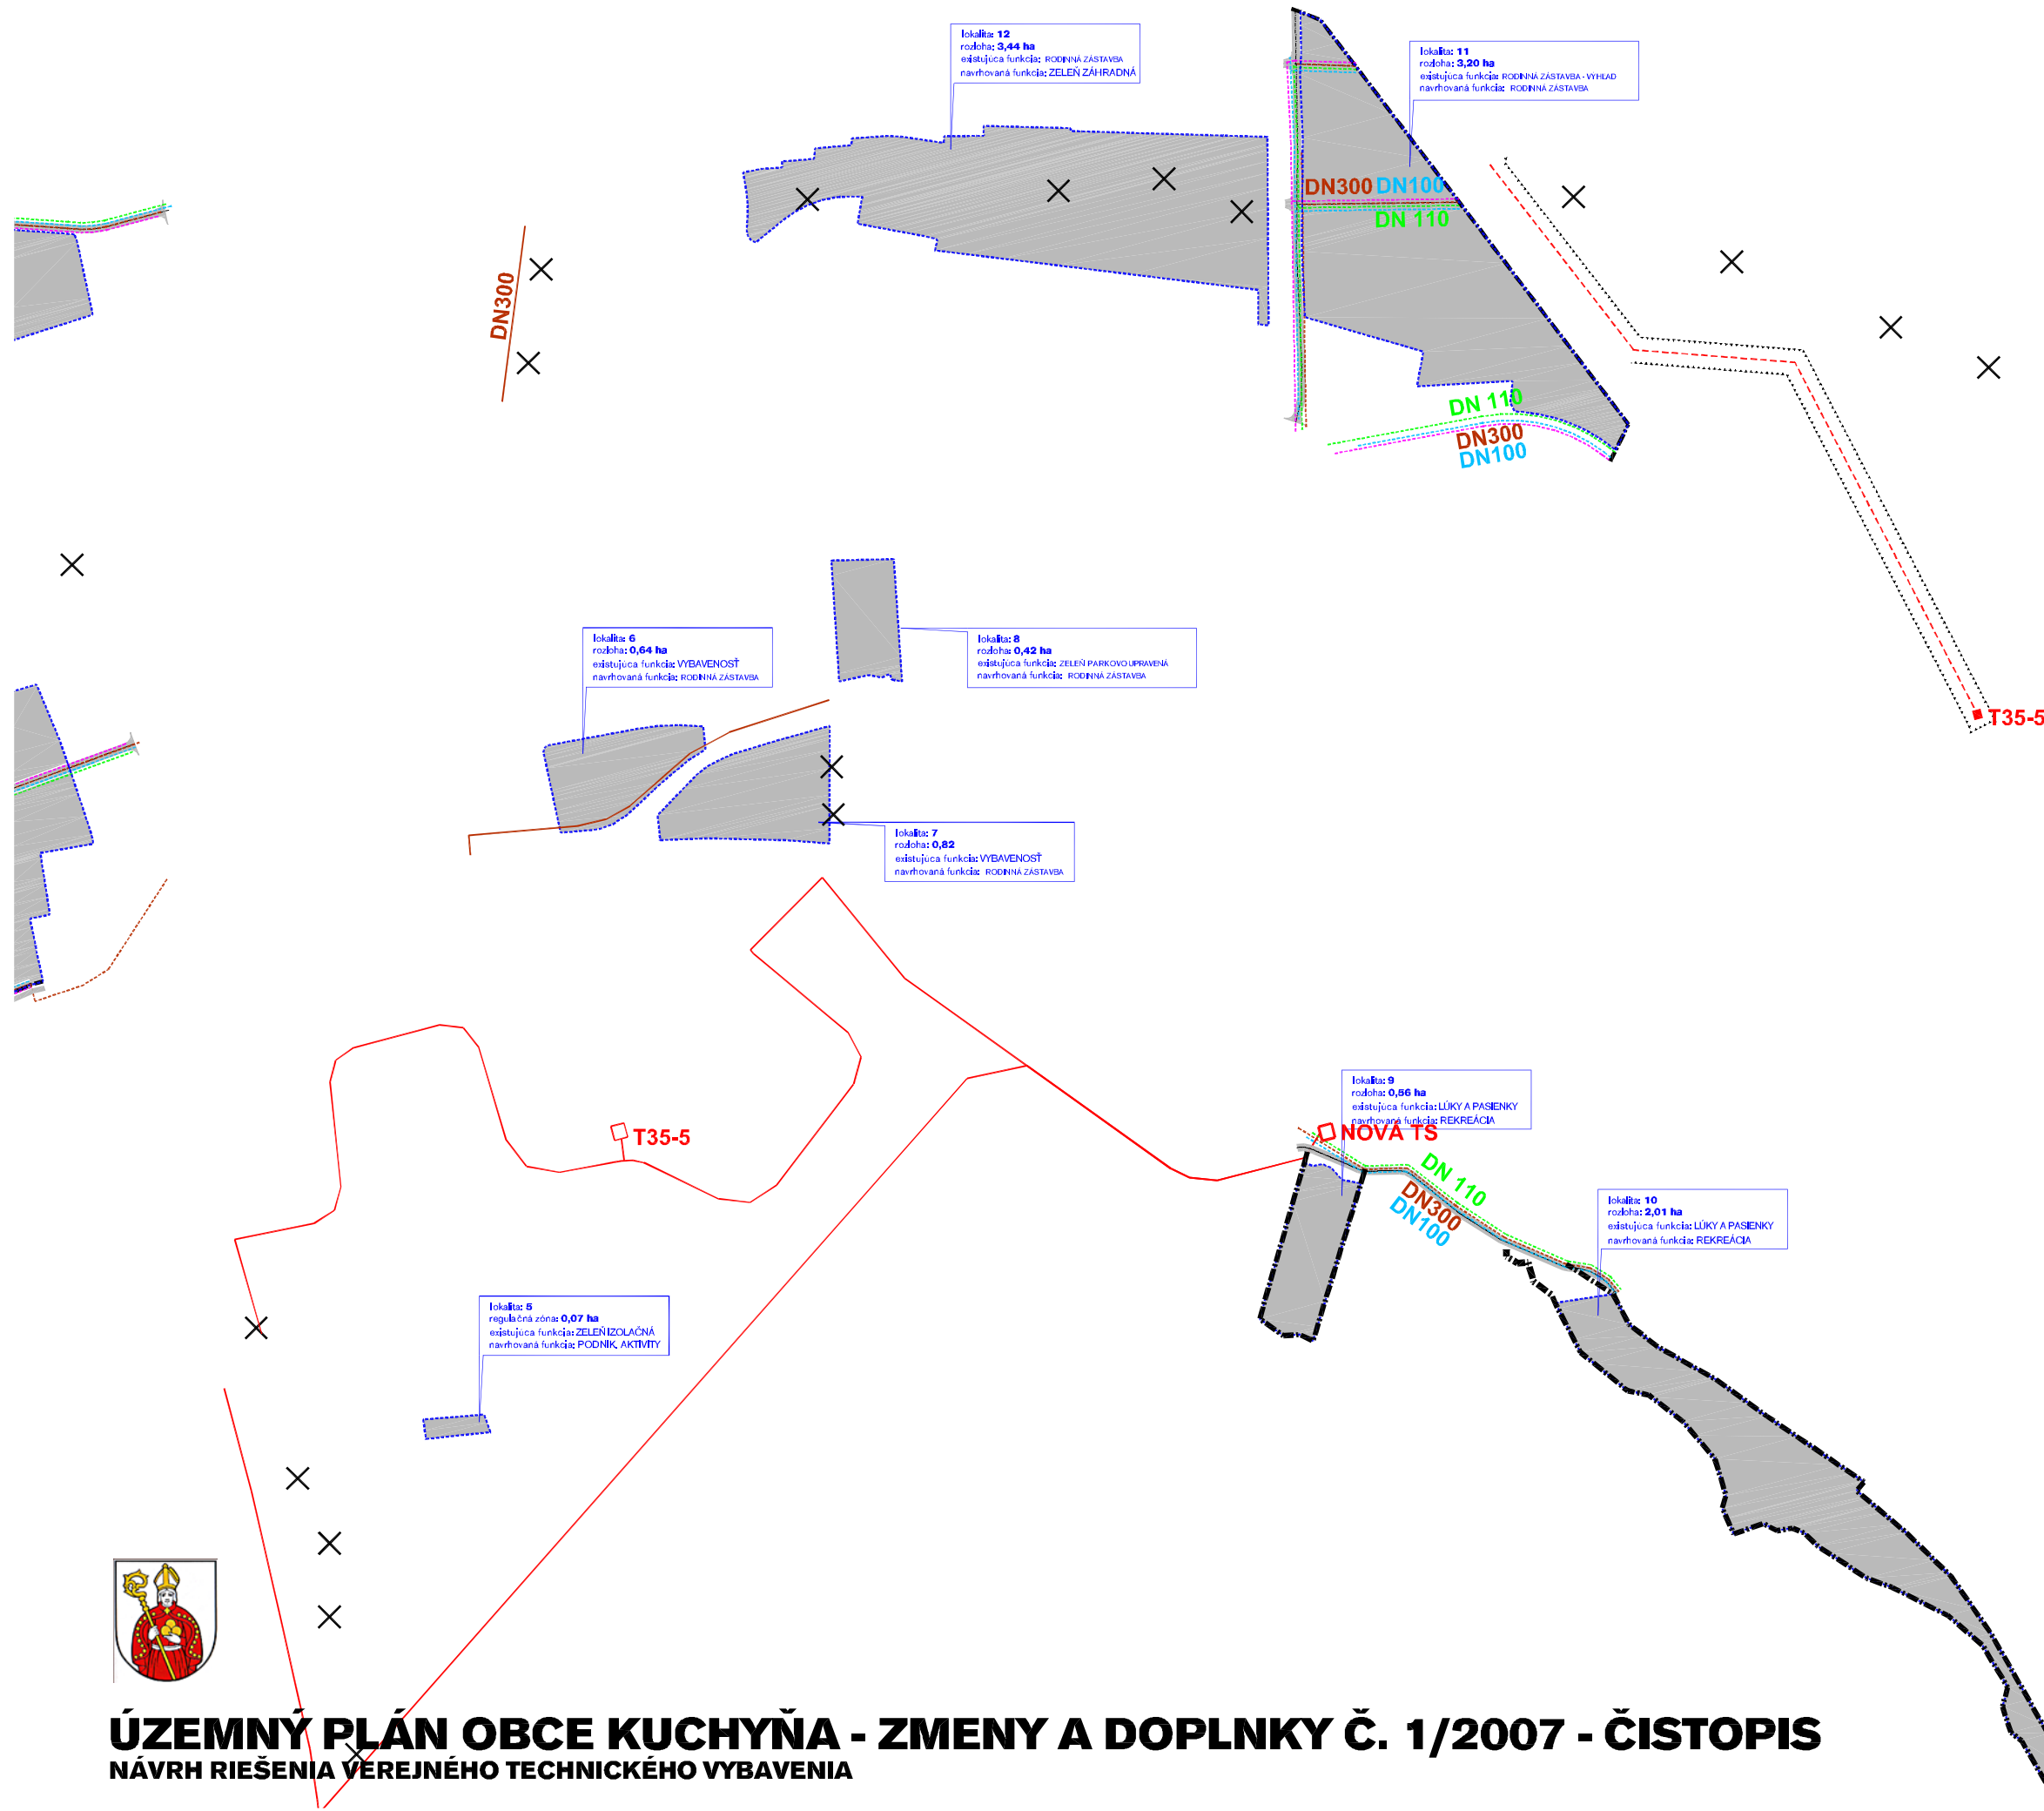 lokalita: 12
rozloha: 3,44 ha
existujúca funkcia: RODINNÁ ZÁSTAVBA
navrhovaná funkcia: ZELEŇ ZÁHRADNÁ
lokalita: 11
rozloha: 3,20 ha
existujúca funkcia: RODINNÁ ZÁSTAVBA - VÝHĽAD
navrhovaná funkcia: RODINNÁ ZÁSTAVBA
DN300 DN100
DN 110
DN300
DN 110
DN300
DN100
lokalita: 6
rozloha: 0,64 ha
existujúca funkcia: VYBAVENOSŤ
navrhovaná funkcia: RODINNÁ ZÁSTAVBA
lokalita: 8
rozloha: 0,42 ha
existujúca funkcia: ZELEŇ PARKOVO UPRAVENÁ
navrhovaná funkcia: RODINNÁ ZÁSTAVBA
T35-5
lokalita: 7
rozloha: 0,82
existujúca funkcia: VYBAVENOSŤ
navrhovaná funkcia: RODINNÁ ZÁSTAVBA
lokalita: 9
rozloha: 0,56 ha
existujúca funkcia: LÚKY A PASIENKY
navrhovaná funkcia: REKREÁCIA
NOVÁ TS
T35-5
DN 110
DN300
DN100
lokalita: 10
rozloha: 2,01 ha
existujúca funkcia: LÚKY A PASIENKY
navrhovaná funkcia: REKREÁCIA
lokalita: 5
regulačná zóna: 0,07 ha
existujúca funkcia: ZELEŇ IZOLAČNÁ
navrhovaná funkcia: PODNIK. AKTIVITY
ÚZEMNÝ PLÁN OBCE KUCHYŇA - ZMENY A DOPLNKY Č. 1/2007 - ČISTOPIS
NÁVRH RIEŠENIA VEREJNÉHO TECHNICKÉHO VYBAVENIA